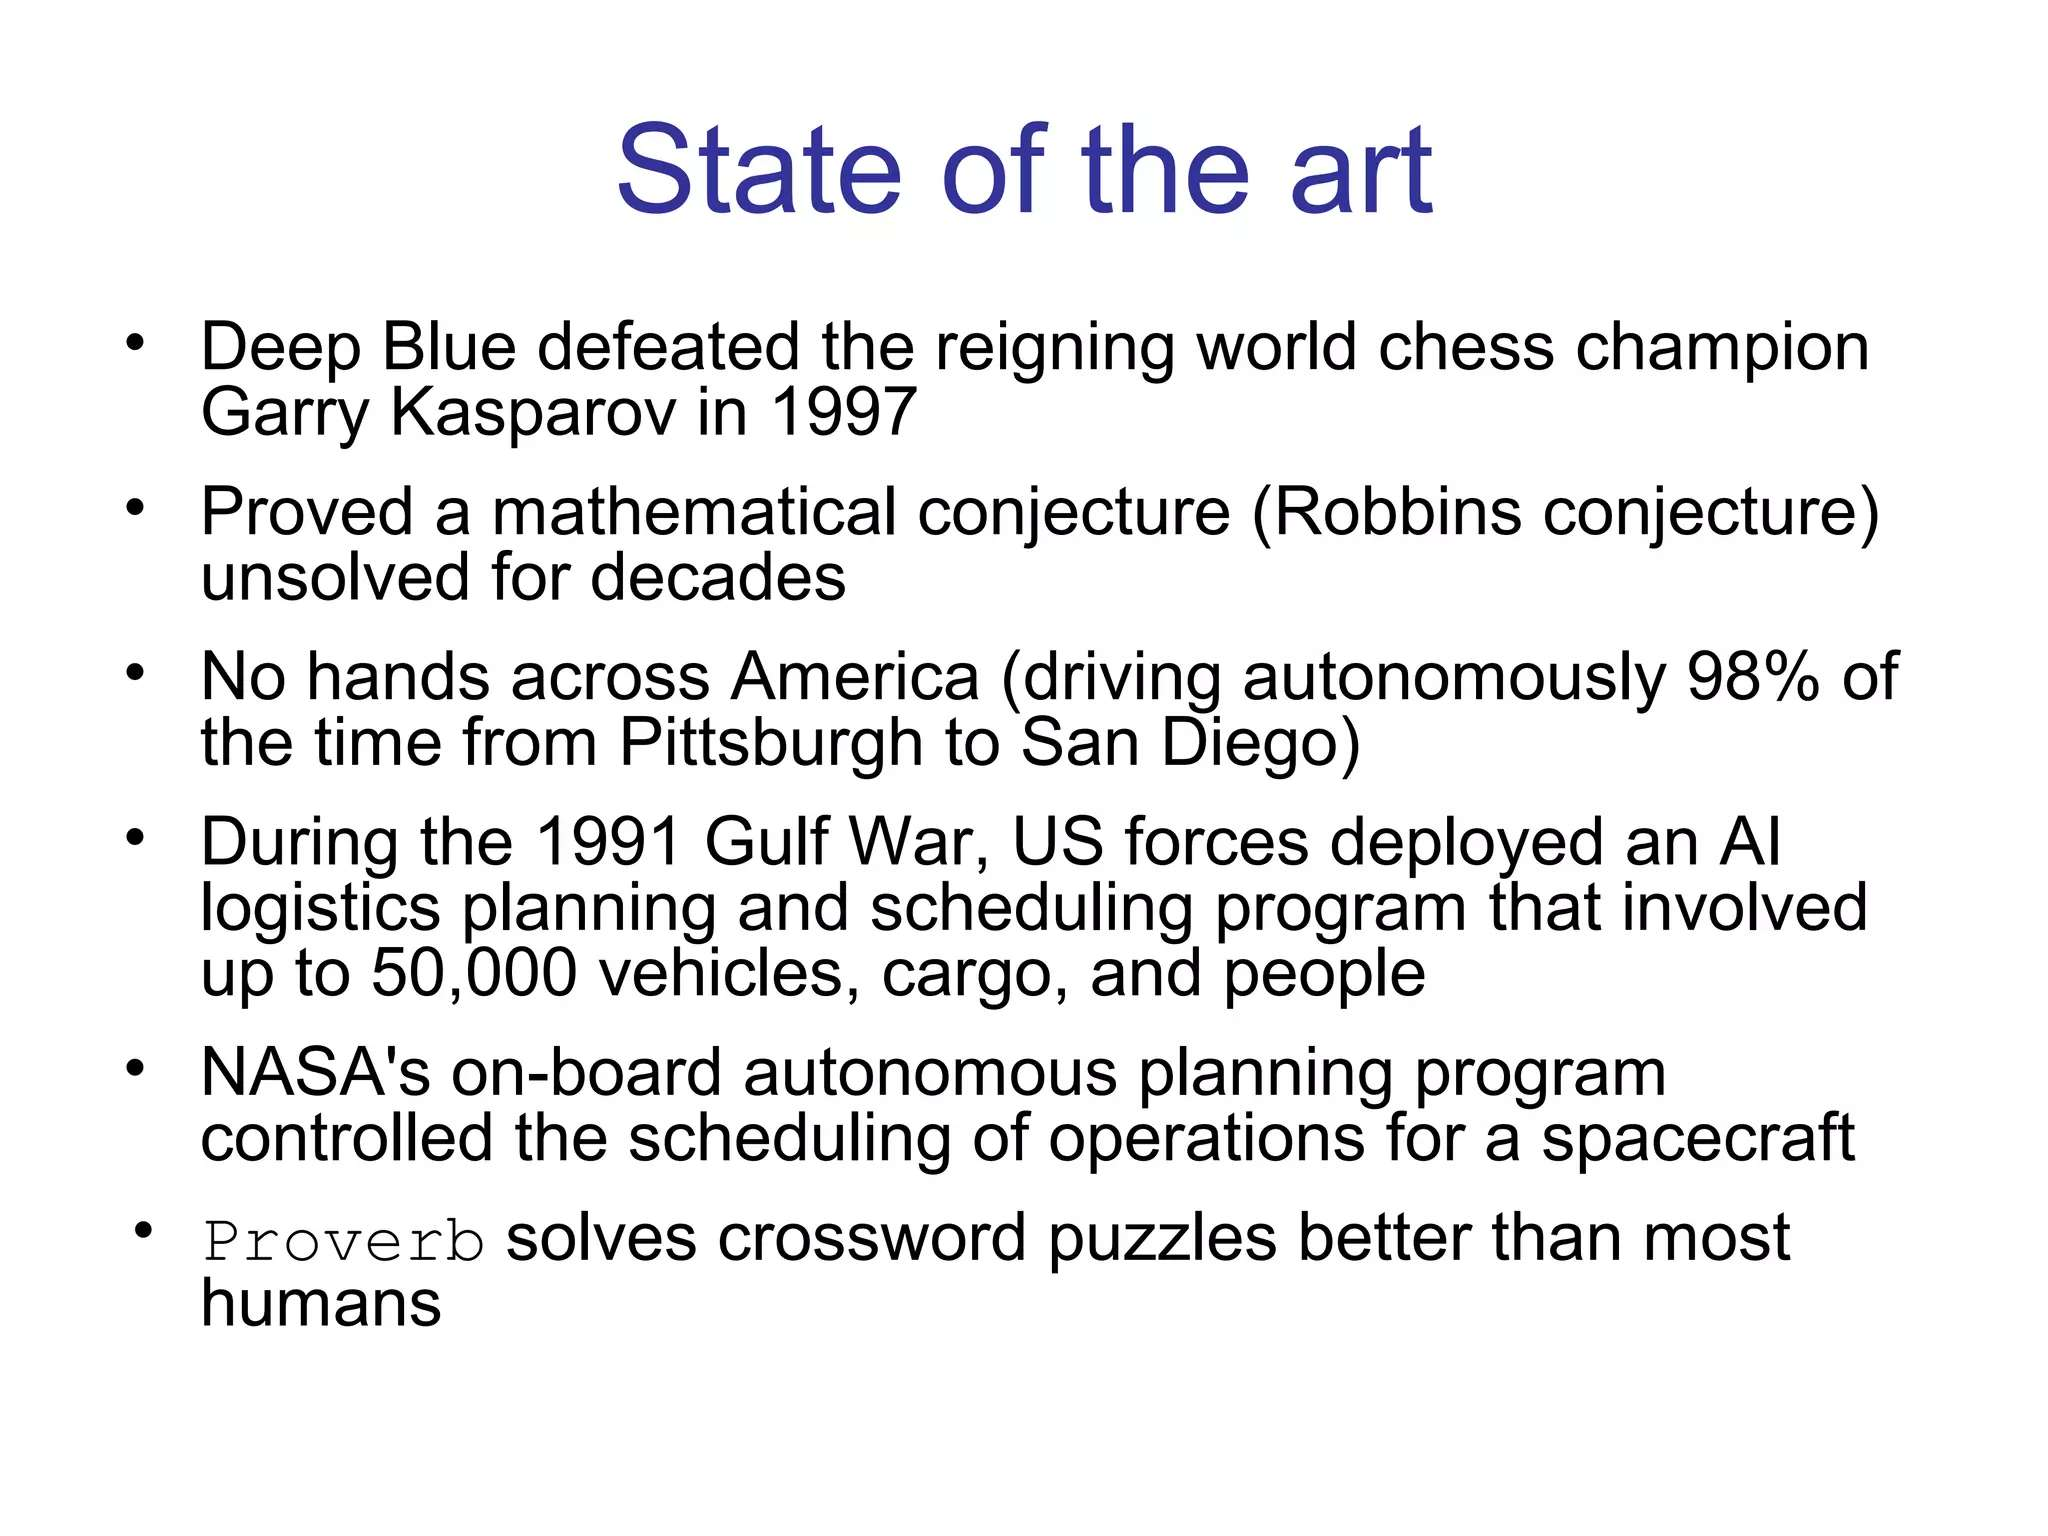 State of the art
• Deep Blue defeated the reigning world chess champion
Garry Kasparov in 1997
• Proved a mathematical conjecture (Robbins conjecture)
unsolved for decades
• No hands across America (driving autonomously 98% of
the time from Pittsburgh to San Diego)
• During the 1991 Gulf War, US forces deployed an AI
logistics planning and scheduling program that involved
up to 50,000 vehicles, cargo, and people
• NASA's on-board autonomous planning program
controlled the scheduling of operations for a spacecraft
• Proverb solves crossword puzzles better than most
humans